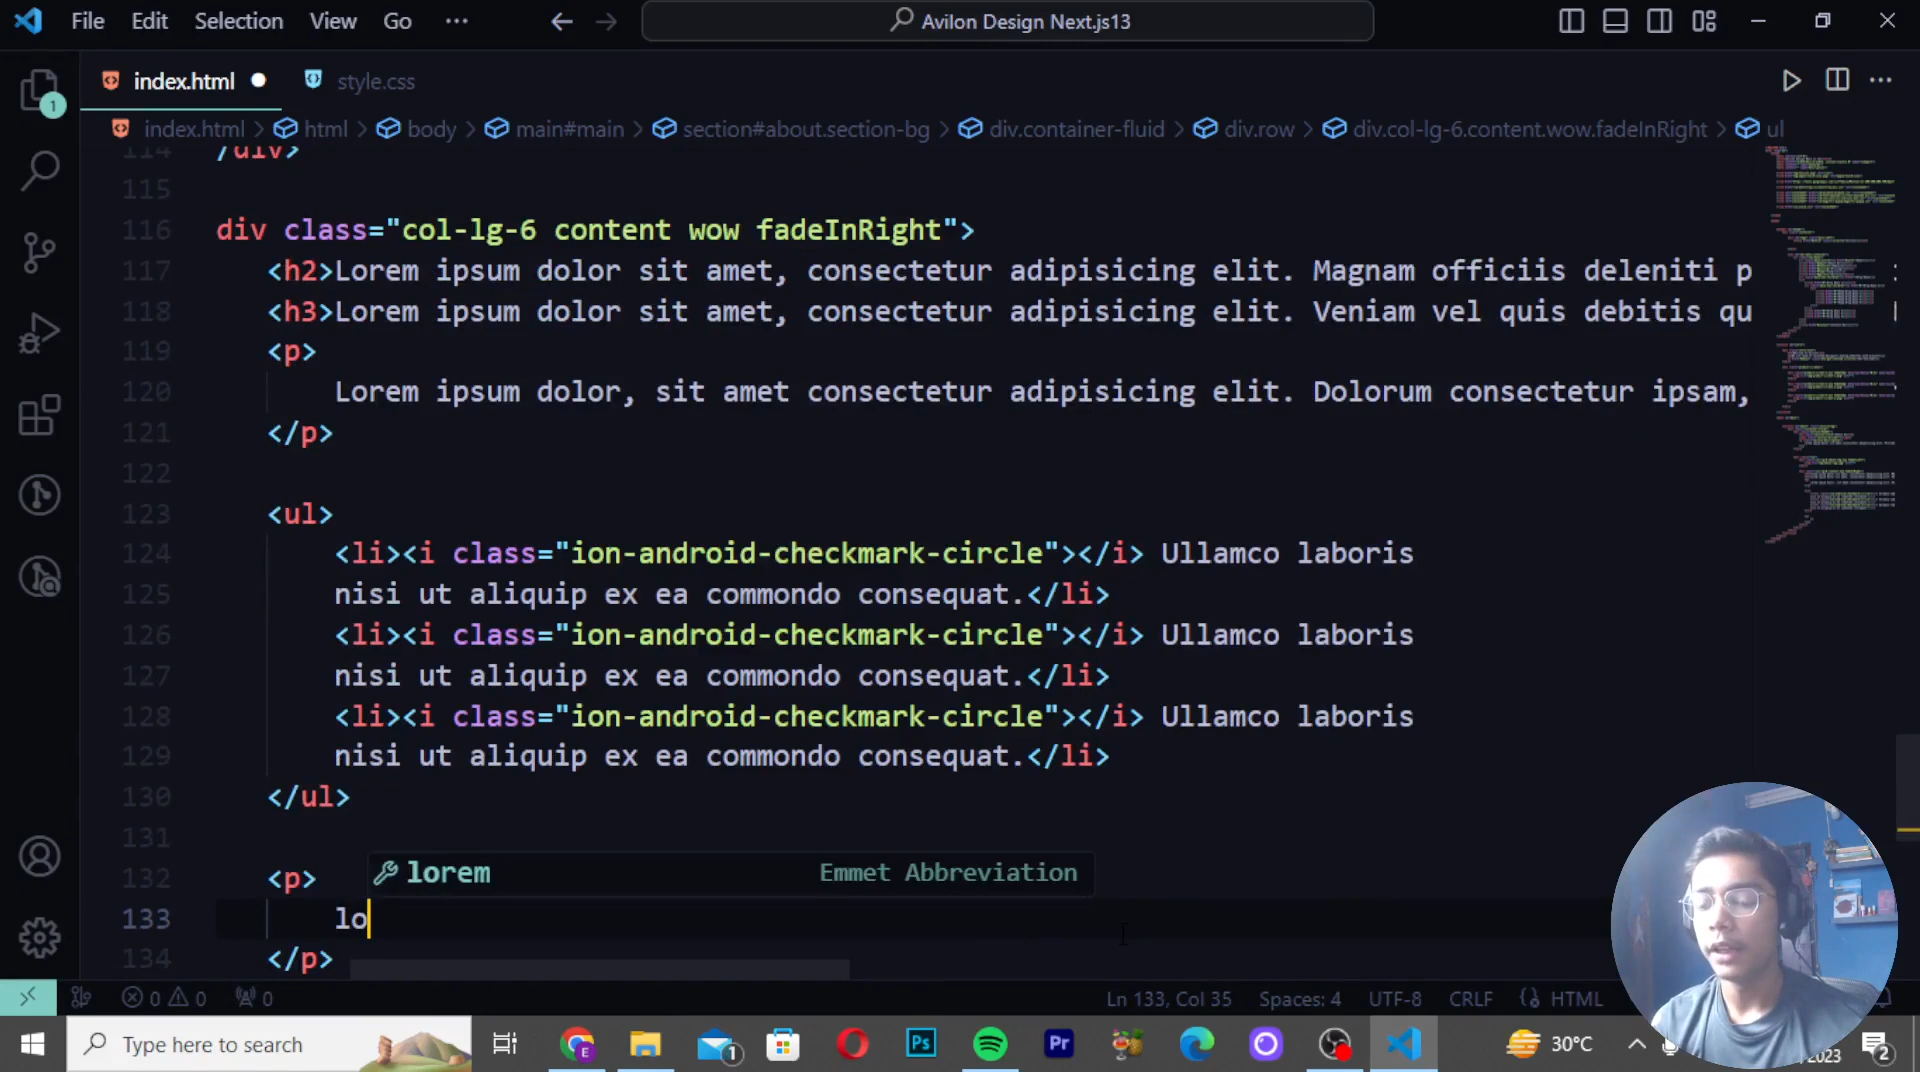 File Edit Selection View Go ··· Avilon Design Next.js13
index.html style.css
index.html > html > body > main#main > section#about.section-bg > div.container-fluid > div.row > div.col-lg-6.content.wow.fadeInRight > ul
114 /div>
115
116 div class="col-lg-6 content wow fadeInRight">
117 <h2>Lorem ipsum dolor sit amet, consectetur adipisicing elit. Magnam officiis deleniti p
118 <h3>Lorem ipsum dolor sit amet, consectetur adipisicing elit. Veniam vel quis debitis qu
119 <p>
120 Lorem ipsum dolor, sit amet consectetur adipisicing elit. Dolorum consectetur ipsam,
121 </p>
122
123 <ul>
124 <li><i class="ion-android-checkmark-circle"></i> Ullamco laboris
125 nisi ut aliquip ex ea commondo consequat.</li>
126 <li><i class="ion-android-checkmark-circle"></i> Ullamco laboris
127 nisi ut aliquip ex ea commondo consequat.</li>
128 <li><i class="ion-android-checkmark-circle"></i> Ullamco laboris
129 nisi ut aliquip ex ea commondo consequat.</li>
130 </ul>
131
132 <p>
lorem Emmet Abbreviation
133 lo
134 </p>
0 0 0 Ln 133, Col 35 Spaces: 4 UTF-8 CRLF HTML
Type here to search 1 Ps Pr 30°C 2023 2